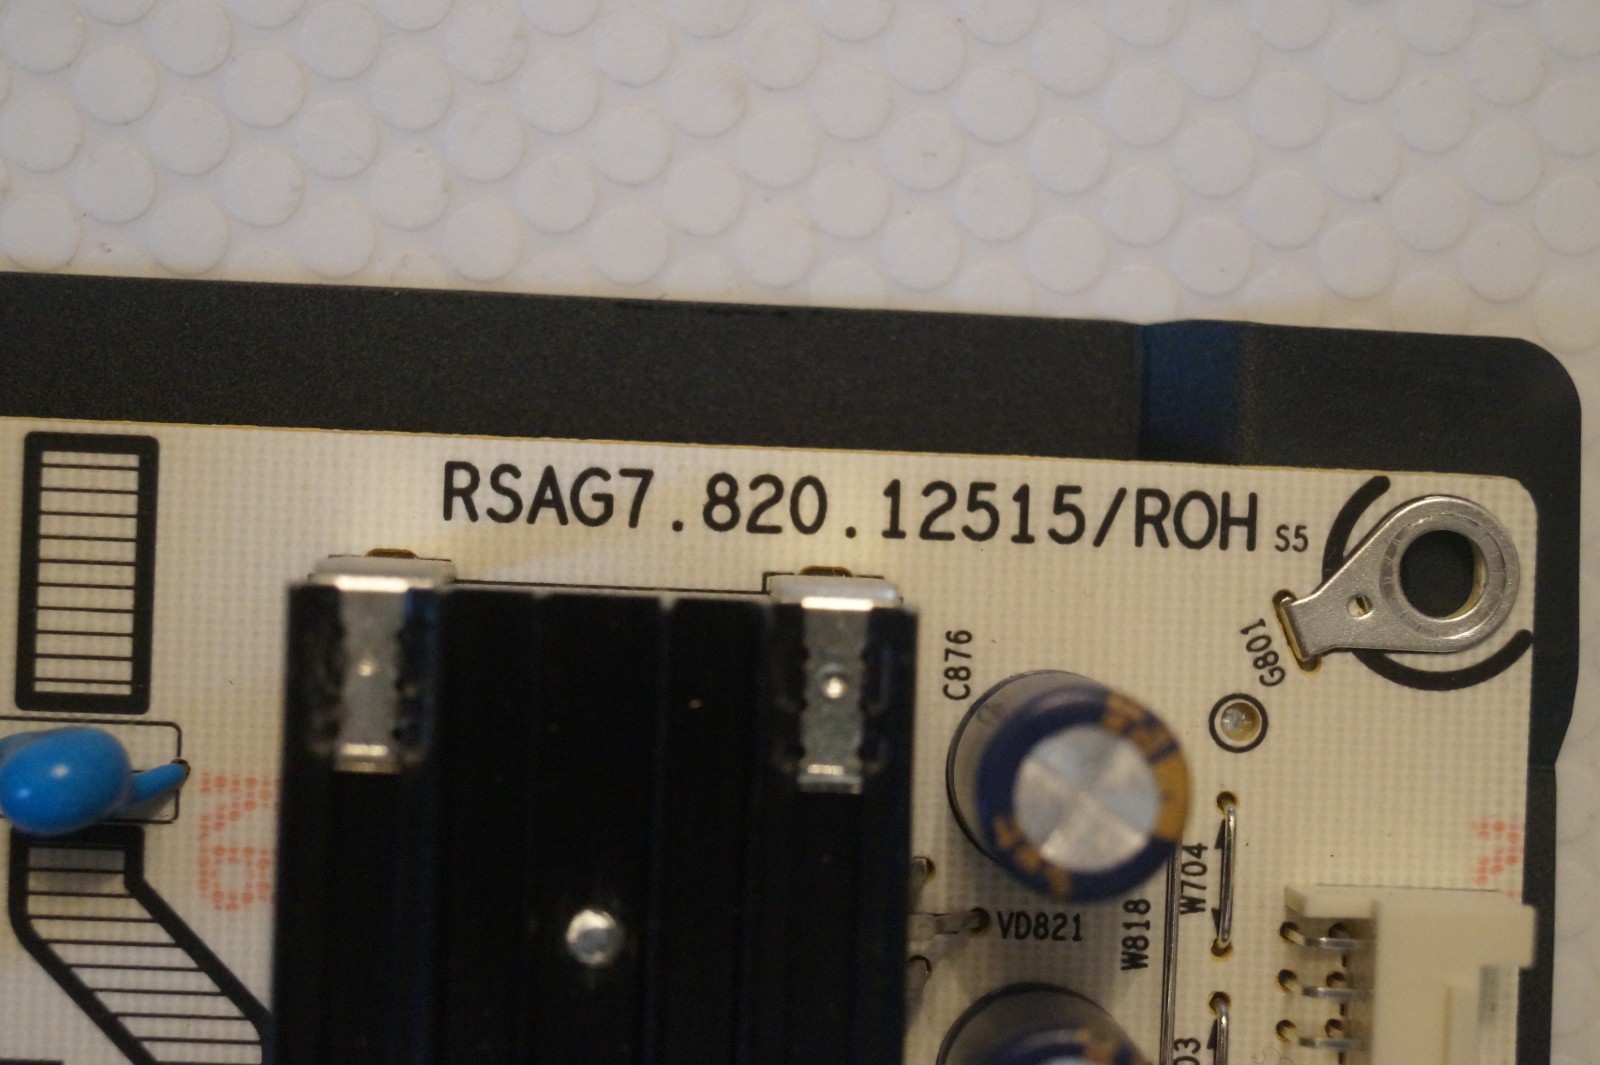 RSAG7.820.12515/ROH S5
G801
C876
W704
VD821
W818